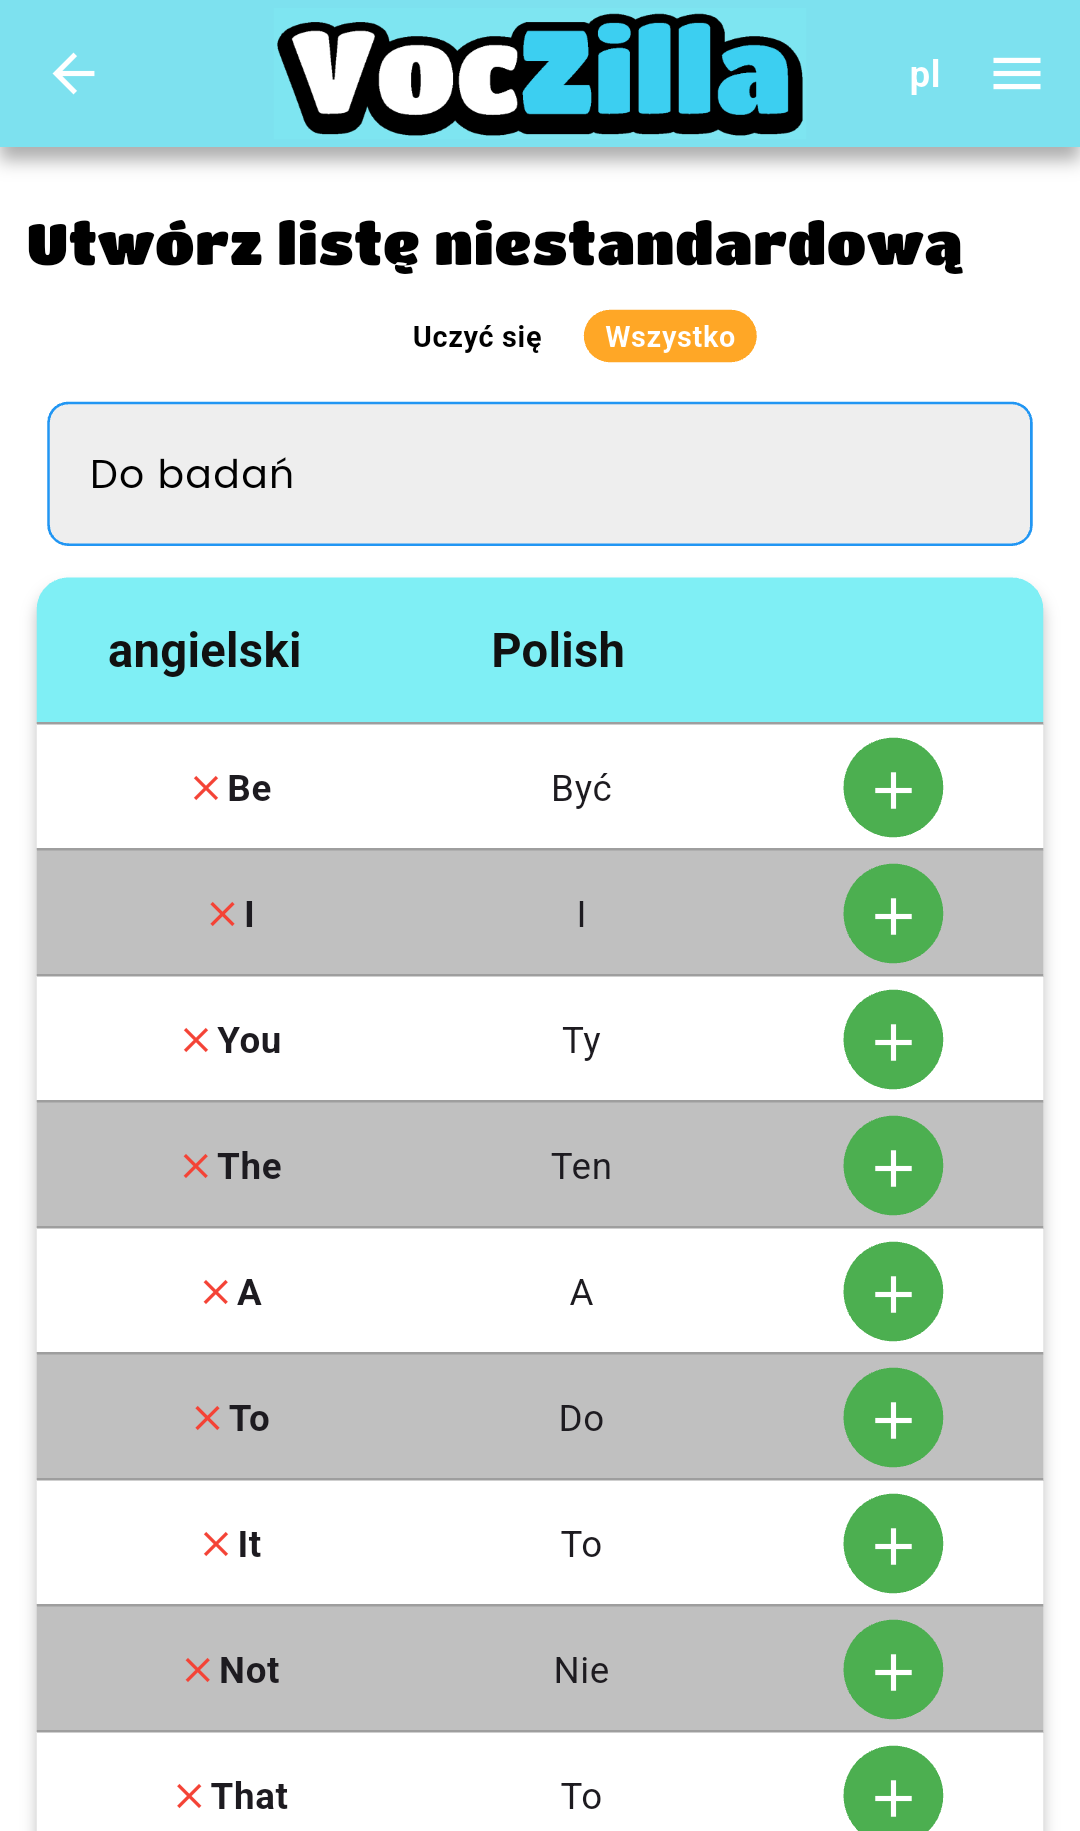 VocZilla
pl
Utwórz listę niestandardową
Uczyć się Wszystko
Do badań
angielski Polish
Be Być
I I
You Ty
The Ten
A A
To Do
It To
Not Nie
That To